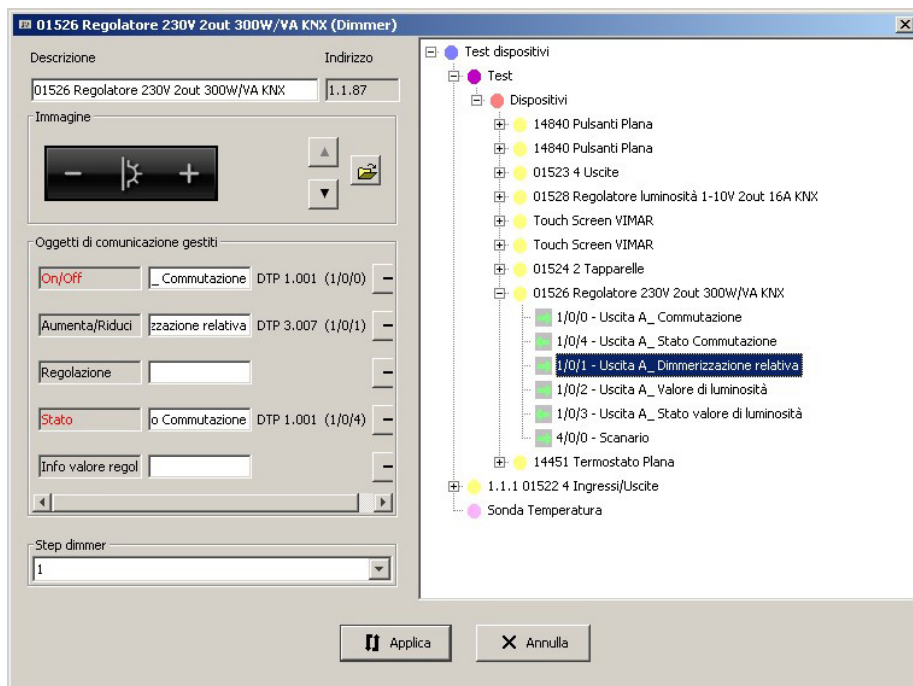 01526 Regolatore 230V 2out 300W/VA KNX (Dimmer)
Descrizione
Indirizzo
01526 Regolatore 230V 2out 300W/VA KNX
1.1.87
Immagine
Oggetti di comunicazione gestiti
On/Off
_ Commutazione
DTP 1.001 (1/0/0)
Aumenta/Riduci
zzazione relativa
DTP 3.007 (1/0/1)
Regolazione
Stato
o Commutazione
DTP 1.001 (1/0/4)
Info valore regol
Step dimmer
1
Test dispositivi
Test
Dispositivi
14840 Pulsanti Plana
14840 Pulsanti Plana
01523 4 Uscite
01528 Regolatore luminosità 1-10V 2out 16A KNX
Touch Screen VIMAR
Touch Screen VIMAR
01524 2 Tapparelle
01526 Regolatore 230V 2out 300W/VA KNX
1/0/0 - Uscita A_ Commutazione
1/0/4 - Uscita A_ Stato Commutazione
1/0/1 - Uscita A_ Dimmerizzazione relativa
1/0/2 - Uscita A_ Valore di luminosità
1/0/3 - Uscita A_ Stato valore di luminosità
4/0/0 - Scanario
14451 Termostato Plana
1.1.1 01522 4 Ingressi/Uscite
Sonda Temperatura
Applica
Annulla